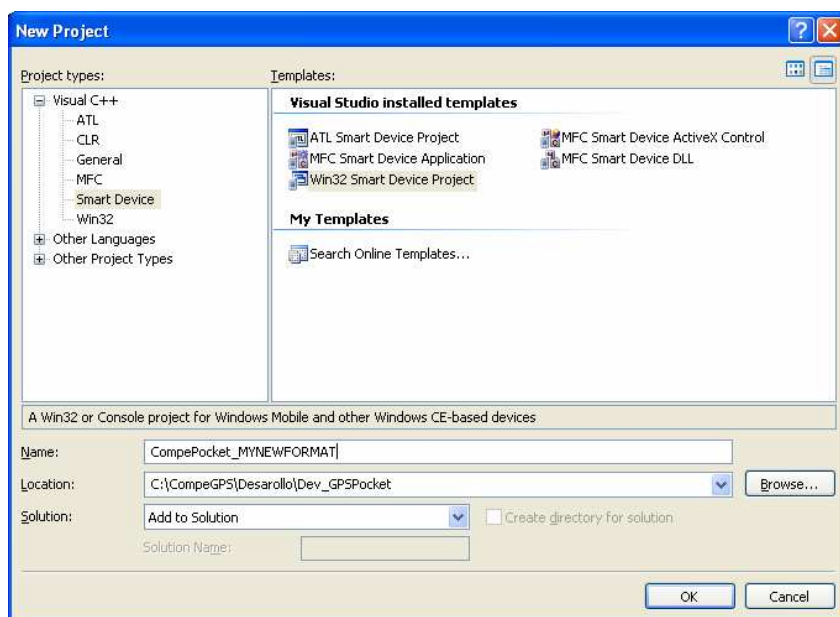 New Project
Project types:
Templates:
Visual C++
ATL
CLR
General
MFC
Smart Device
Win32
Other Languages
Other Project Types
Visual Studio installed templates
ATL Smart Device Project
MFC Smart Device ActiveX Control
MFC Smart Device Application
MFC Smart Device DLL
Win32 Smart Device Project
My Templates
Search Online Templates...
A Win32 or Console project for Windows Mobile and other Windows CE-based devices
Name:
CompePocket_MYNEWFORMAT
Location:
C:\CompeGPS\Desarollo\Dev_GPSPocket
Browse...
Solution:
Add to Solution
Create directory for solution
Solution Name:
OK
Cancel